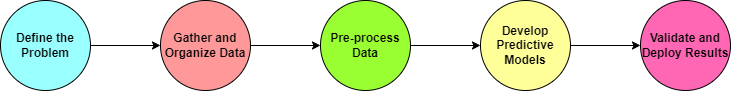 Define the
Problem
Gather and
Organize Data
Pre-process
Data
Develop
Predictive
Models
Validate and
Deploy Results